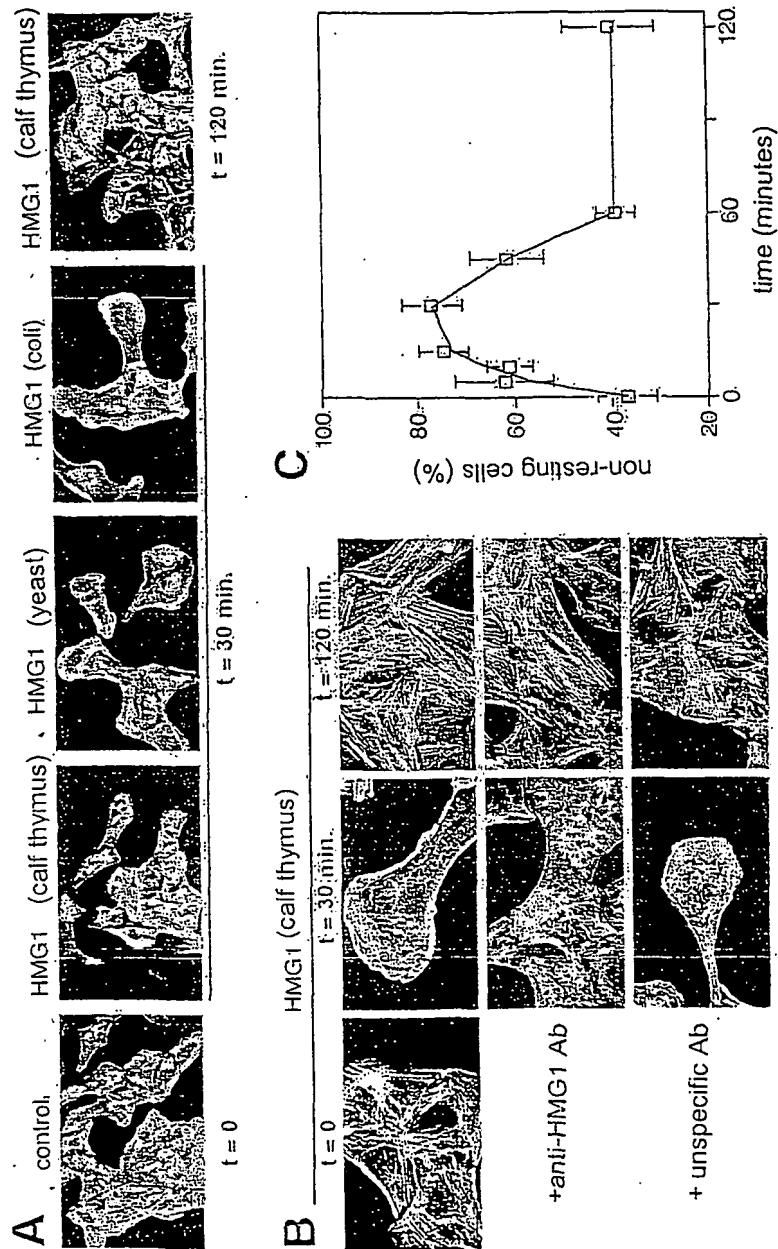 A
control
HMG1 (calf thymus)
HMG1 (yeast)
HMG1 (coli)
HMG1 (calf thymus)
t = 0
t = 30 min.
t = 120 min.
B
HMG1 (calf thymus)
t = 0
t = 30 min.
t = 120 min.
+anti-HMG1 Ab
+ unspecific Ab
C
non-resting cells (%)
100
80
60
40
20
0
60
120
time (minutes)